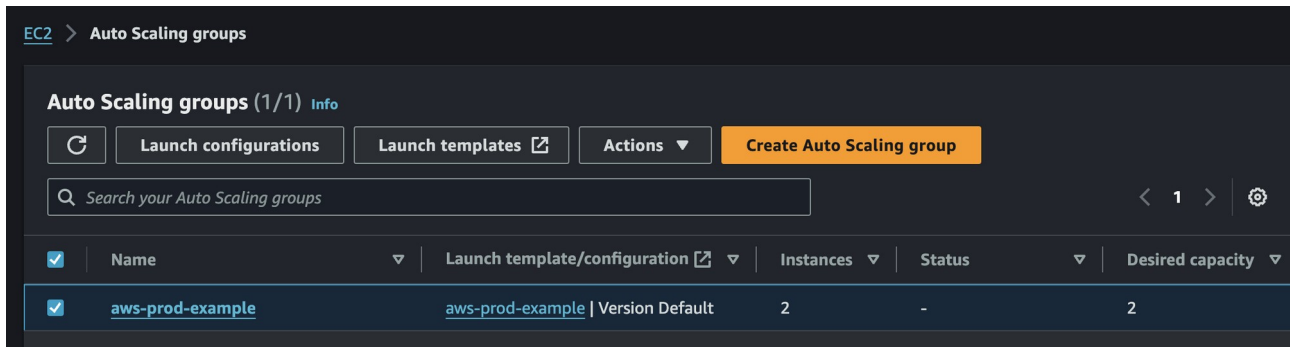 EC2 > Auto Scaling groups
Auto Scaling groups (1/1) Info
Launch configurations Launch templates Actions Create Auto Scaling group
Search your Auto Scaling groups 1
Name Launch template/configuration Instances Status Desired capacity
aws-prod-example aws-prod-example | Version Default 2 - 2